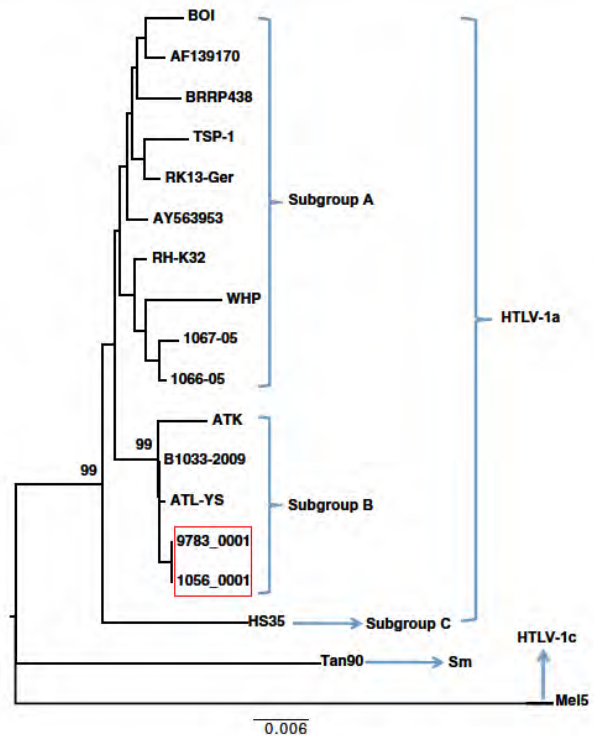 BOI
AF139170
BRRP438
TSP-1
RK13-Ger
Subgroup A
AY563953
RH-K32
WHP
HTLV-1a
1067-05
1066-05
ATK
99
B1033-2009
99
ATL-YS
Subgroup B
9783_0001
1056_0001
HS35
Subgroup C
HTLV-1c
Tan90
Sm
Mel5
0.006